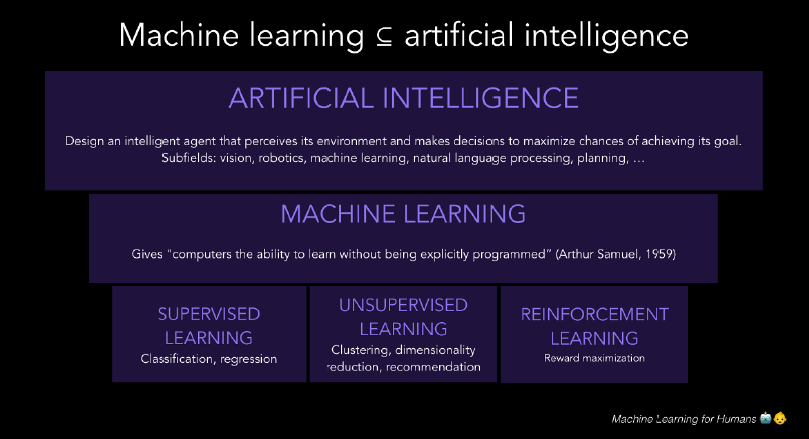 Machine learning ⊆ artificial intelligence
ARTIFICIAL INTELLIGENCE
Design an intelligent agent that perceives its environment and makes decisions to maximize chances of achieving its goal.
Subfields: vision, robotics, machine learning, natural language processing, planning, …
MACHINE LEARNING
Gives "computers the ability to learn without being explicitly programmed" (Arthur Samuel, 1959)
SUPERVISED
LEARNING
Classification, regression
UNSUPERVISED
LEARNING
Clustering, dimensionality
reduction, recommendation
REINFORCEMENT
LEARNING
Reward maximization
Machine Learning for Humans 🤖👶